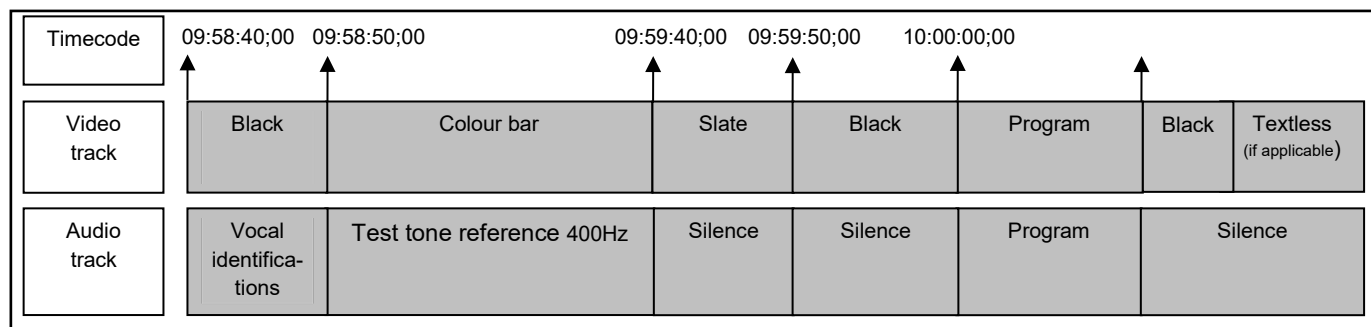 Timecode 09:58:40;00 09:58:50;00 09:59:40;00 09:59:50;00 10:00:00;00
Video
track
Black
Colour bar
Slate
Black
Program
Black
Textless
(if applicable)
Audio
track
Vocal
identifica-
tions
Test tone reference 400Hz
Silence
Silence
Program
Silence